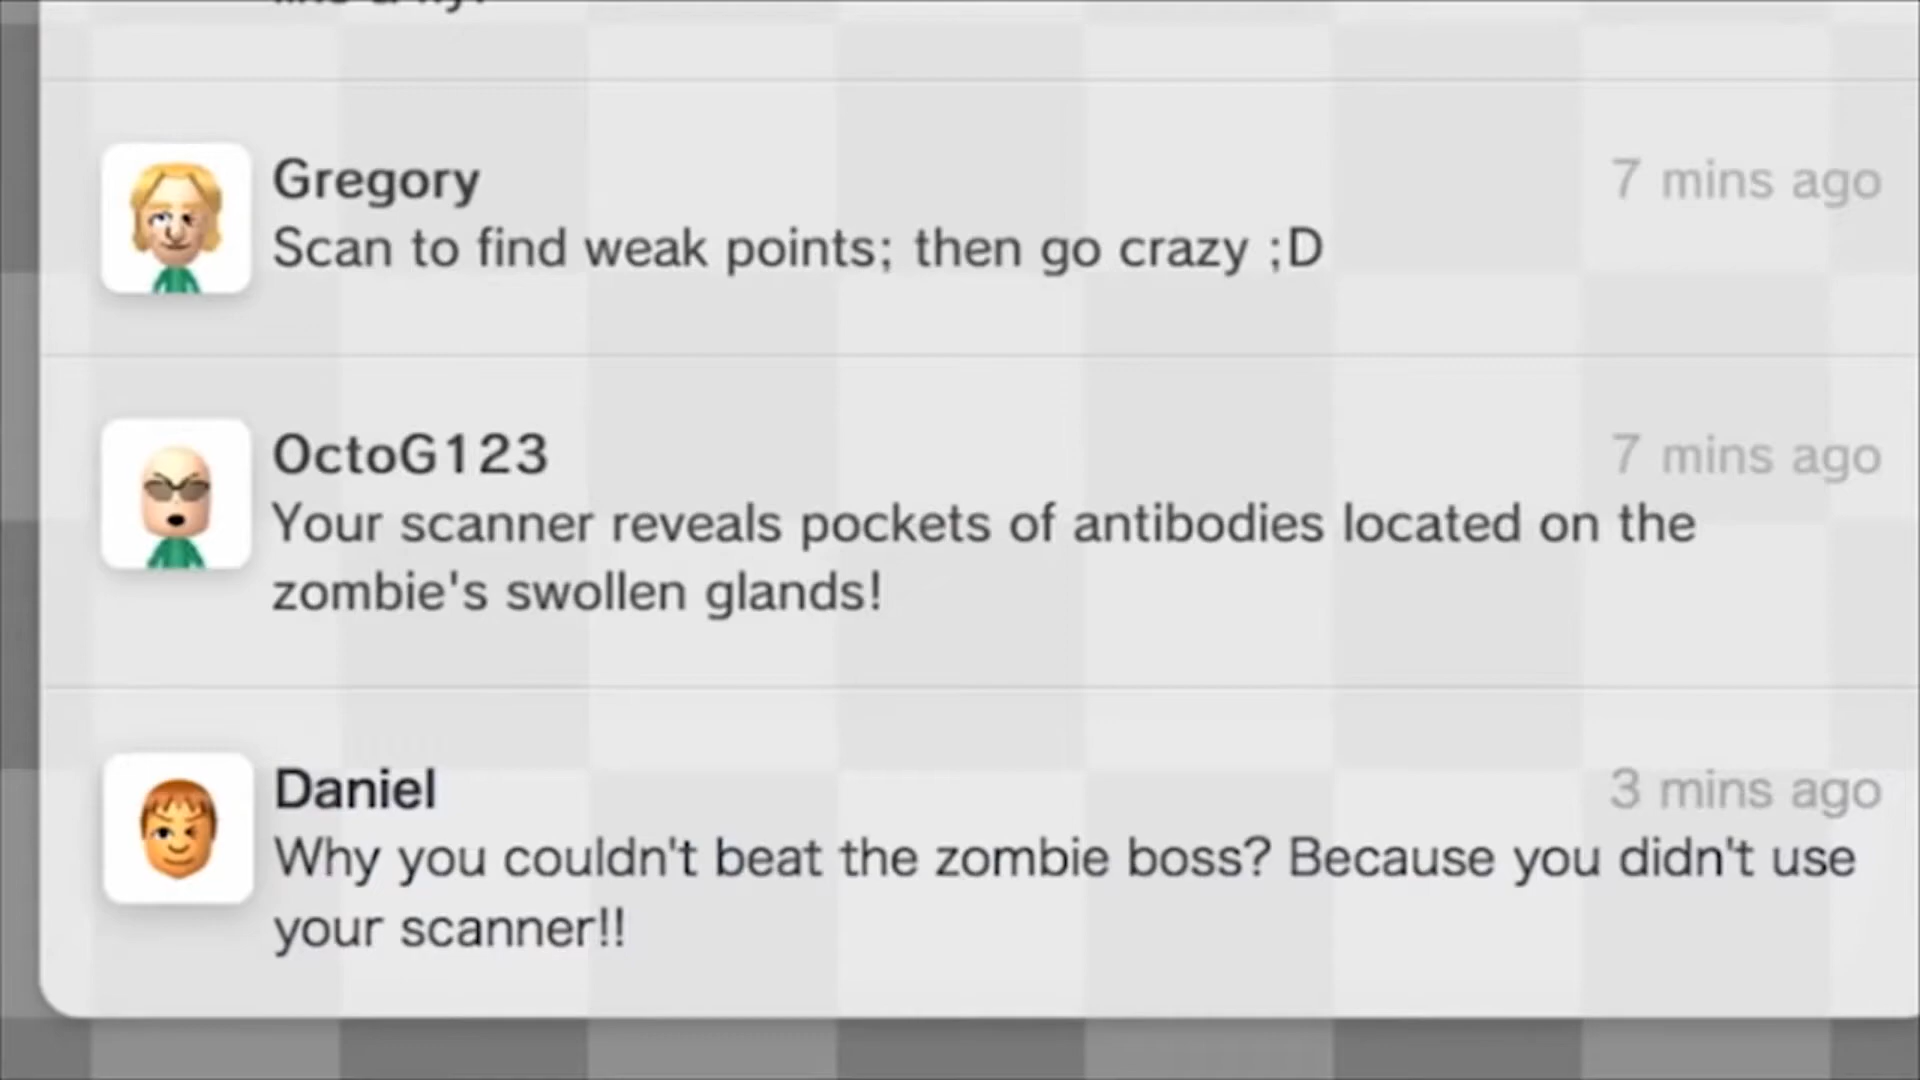 Gregory
7 mins ago
Scan to find weak points; then go crazy ;D
OctoG123
7 mins ago
Your scanner reveals pockets of antibodies located on the
zombie's swollen glands!
Daniel
3 mins ago
Why you couldn't beat the zombie boss? Because you didn't use
your scanner!!